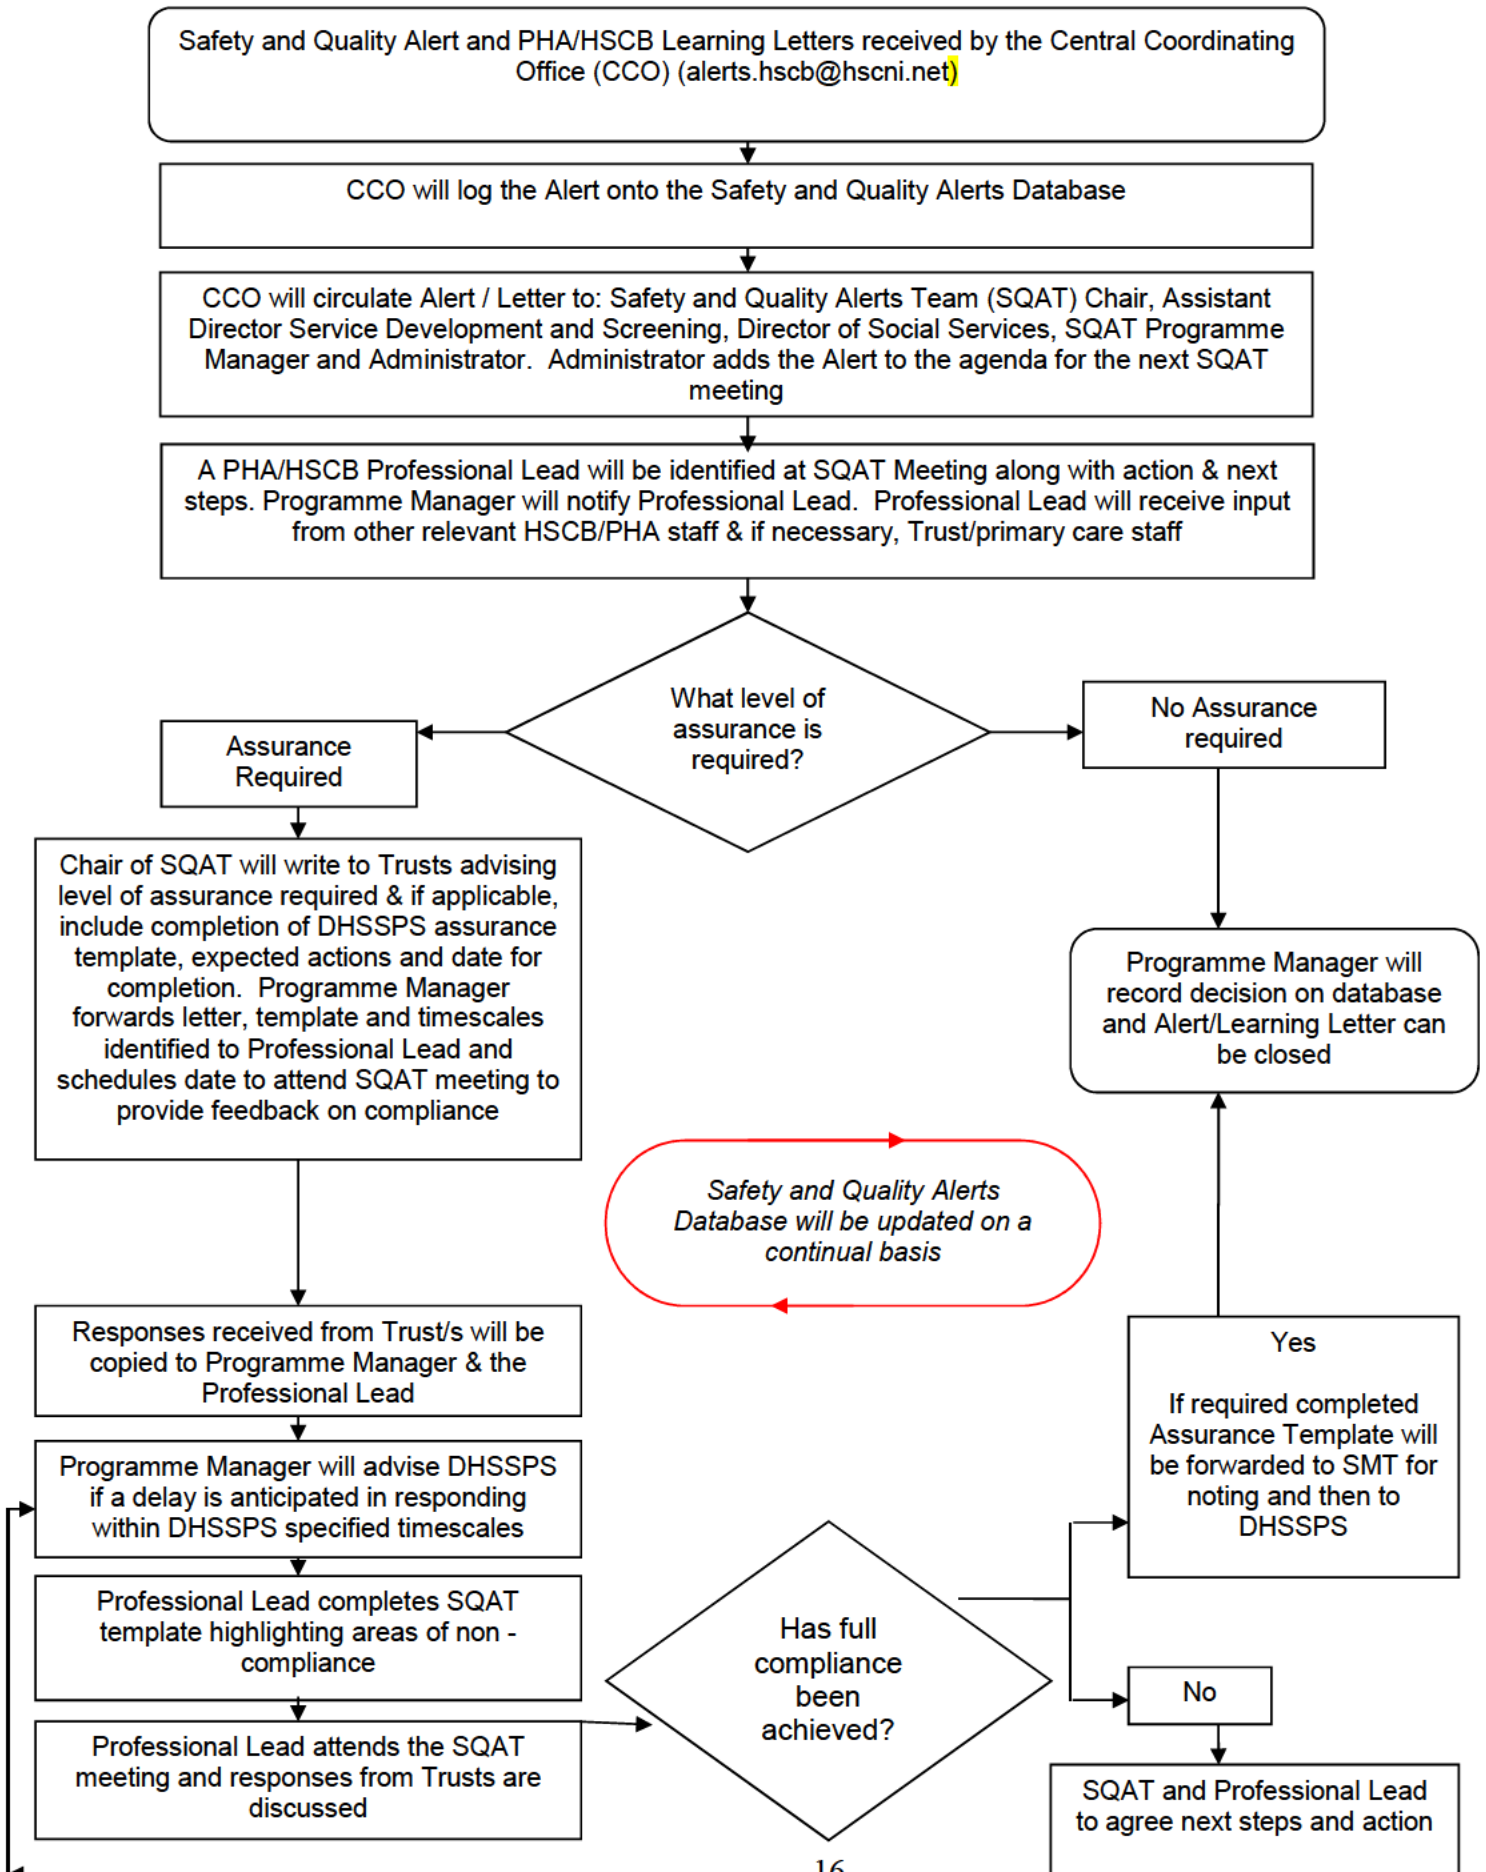 Safety and Quality Alert and PHA/HSCB Learning Letters received by the Central Coordinating
Office (CCO) (alerts.hscb@hscni.net)
CCO will log the Alert onto the Safety and Quality Alerts Database
CCO will circulate Alert / Letter to: Safety and Quality Alerts Team (SQAT) Chair, Assistant
Director Service Development and Screening, Director of Social Services, SQAT Programme
Manager and Administrator.  Administrator adds the Alert to the agenda for the next SQAT
meeting
A PHA/HSCB Professional Lead will be identified at SQAT Meeting along with action & next
steps. Programme Manager will notify Professional Lead.  Professional Lead will receive input
from other relevant HSCB/PHA staff & if necessary, Trust/primary care staff
What level of
assurance is
required?
Assurance
Required
No Assurance
required
Chair of SQAT will write to Trusts advising
level of assurance required & if applicable,
include completion of DHSSPS assurance
template, expected actions and date for
completion.  Programme Manager
forwards letter, template and timescales
identified to Professional Lead and
schedules date to attend SQAT meeting to
provide feedback on compliance
Programme Manager will
record decision on database
and Alert/Learning Letter can
be closed
Safety and Quality Alerts
Database will be updated on a
continual basis
Responses received from Trust/s will be
copied to Programme Manager & the
Professional Lead
Programme Manager will advise DHSSPS
if a delay is anticipated in responding
within DHSSPS specified timescales
Professional Lead completes SQAT
template highlighting areas of non -
compliance
Professional Lead attends the SQAT
meeting and responses from Trusts are
discussed
Has full
compliance
been
achieved?
Yes
If required completed
Assurance Template will
be forwarded to SMT for
noting and then to
DHSSPS
No
SQAT and Professional Lead
to agree next steps and action
16